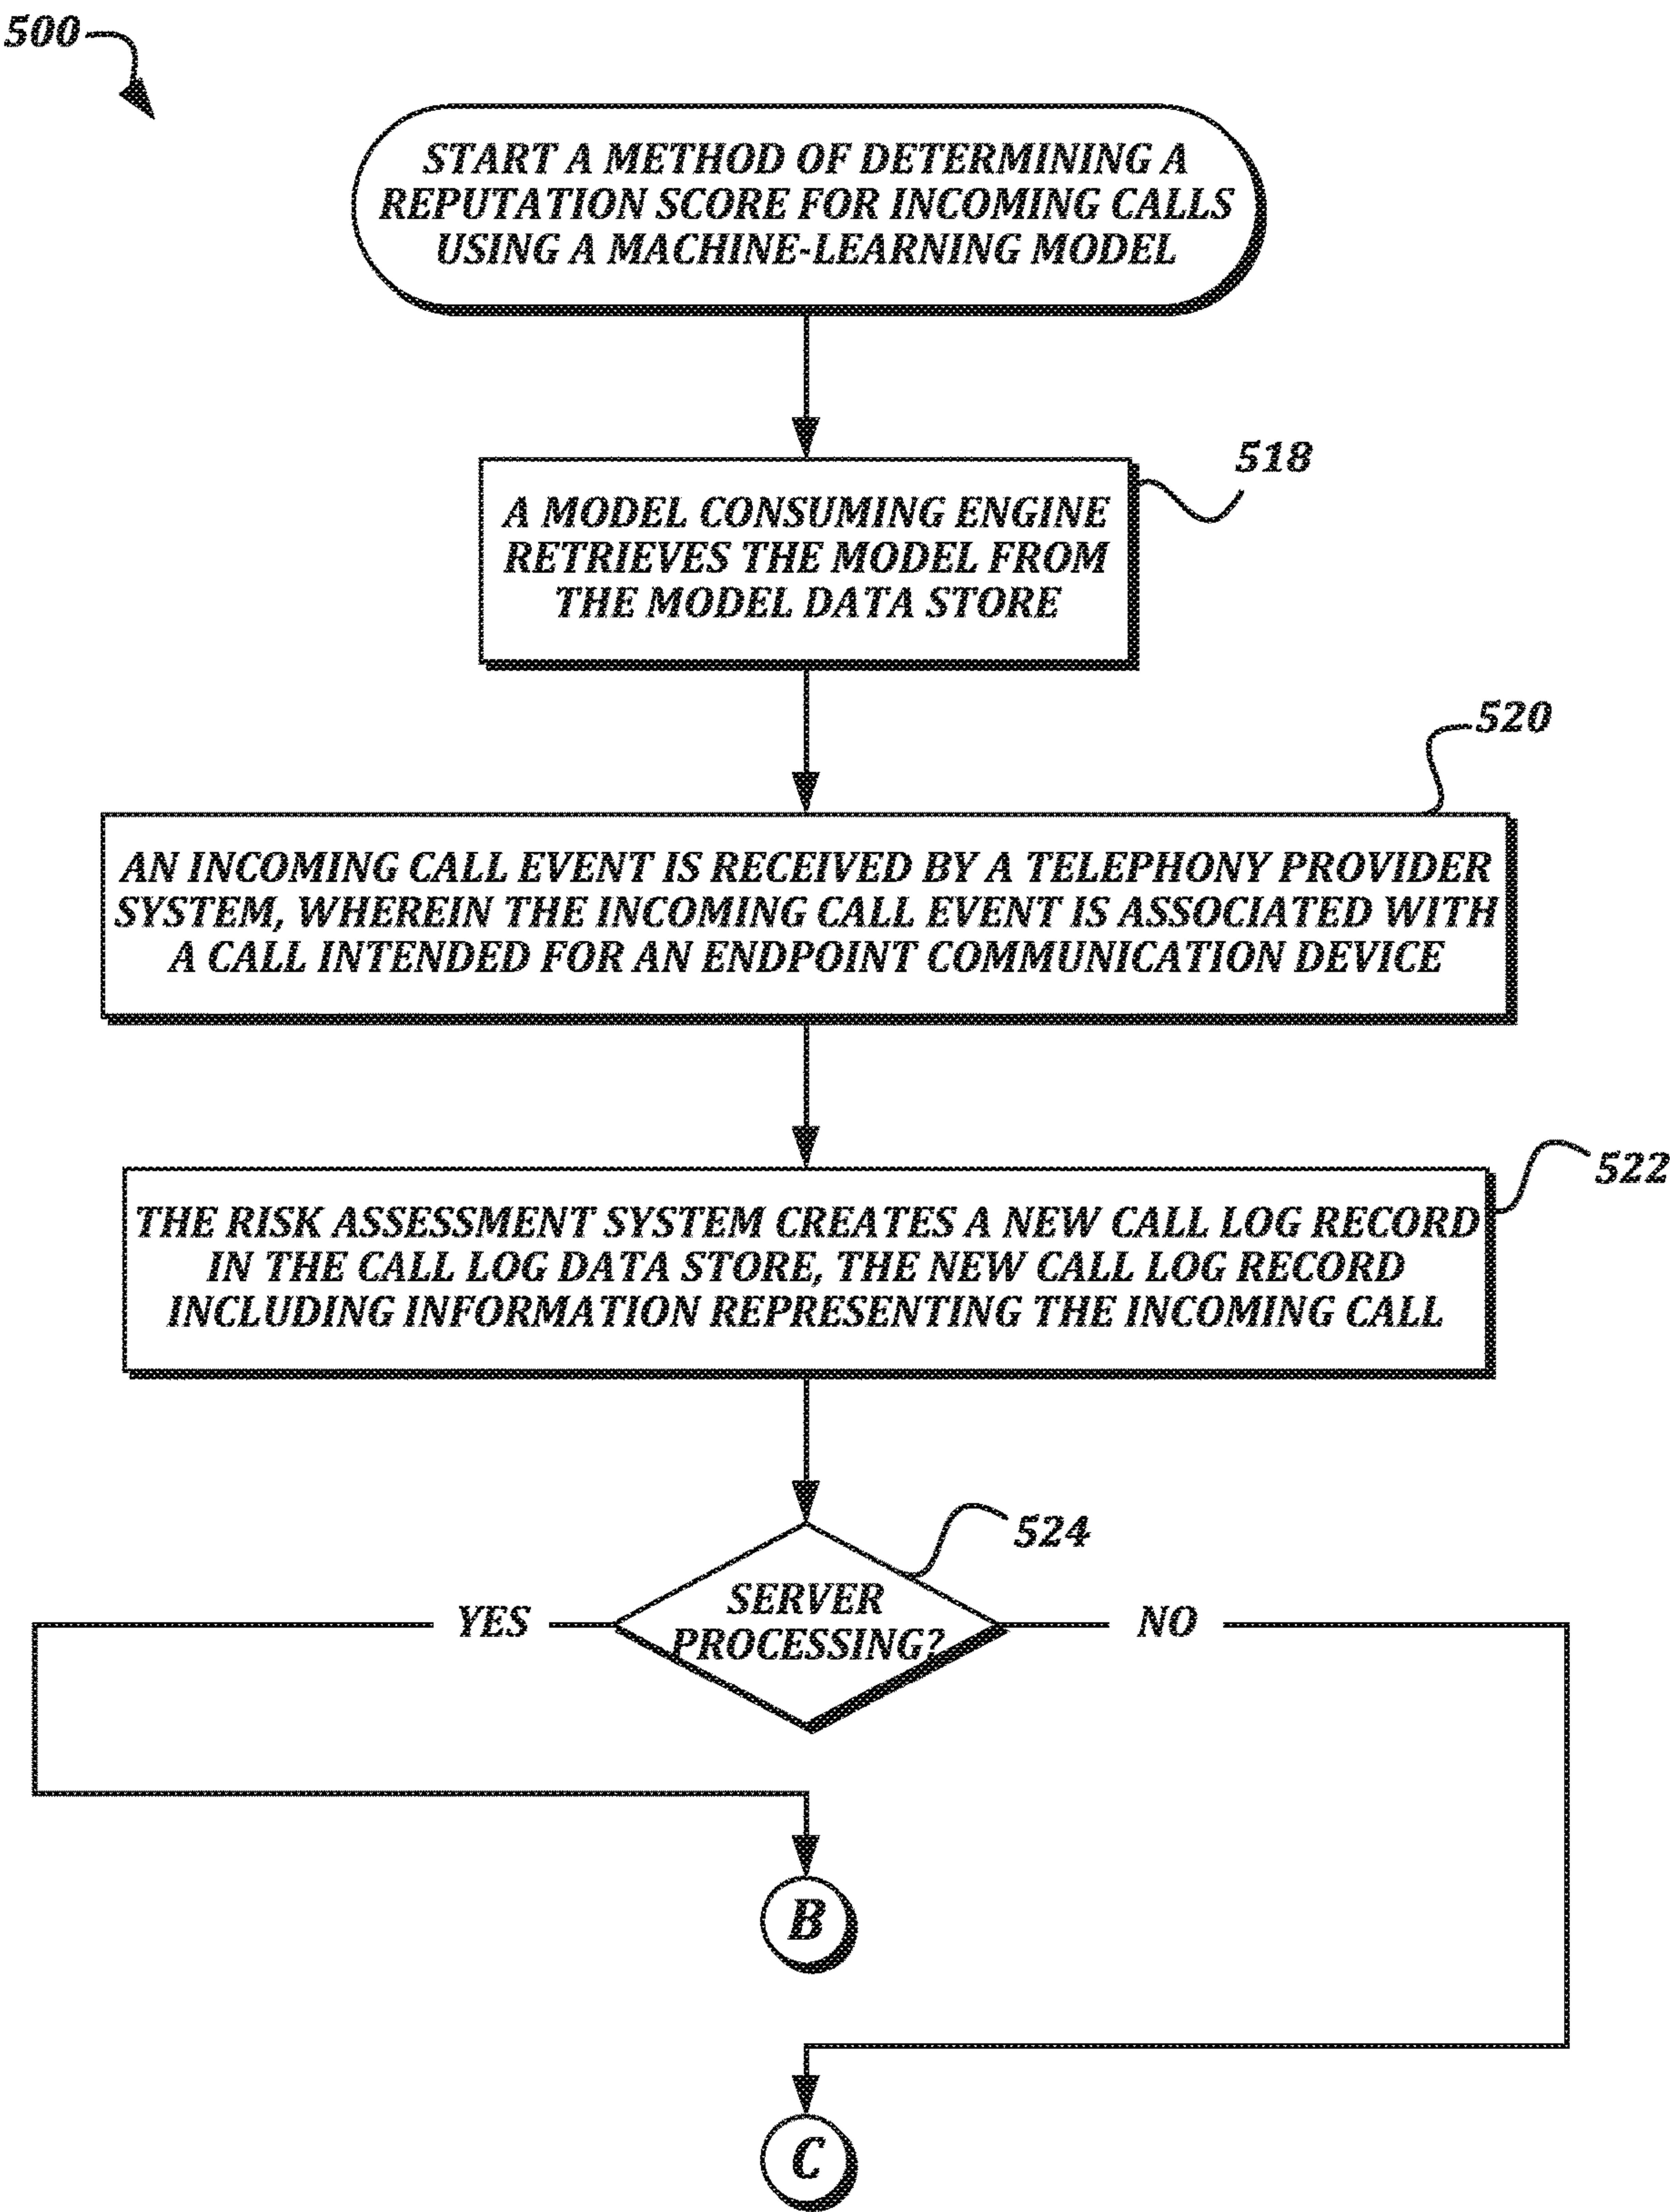 500
START A METHOD OF DETERMINING A
REPUTATION SCORE FOR INCOMING CALLS
USING A MACHINE-LEARNING MODEL
518
A MODEL CONSUMING ENGINE
RETRIEVES THE MODEL FROM
THE MODEL DATA STORE
520
AN INCOMING CALL EVENT IS RECEIVED BY A TELEPHONY PROVIDER
SYSTEM, WHEREIN THE INCOMING CALL EVENT IS ASSOCIATED WITH
A CALL INTENDED FOR AN ENDPOINT COMMUNICATION DEVICE
522
THE RISK ASSESSMENT SYSTEM CREATES A NEW CALL LOG RECORD
IN THE CALL LOG DATA STORE, THE NEW CALL LOG RECORD
INCLUDING INFORMATION REPRESENTING THE INCOMING CALL
524
SERVER
PROCESSING?
YES
NO
B
C